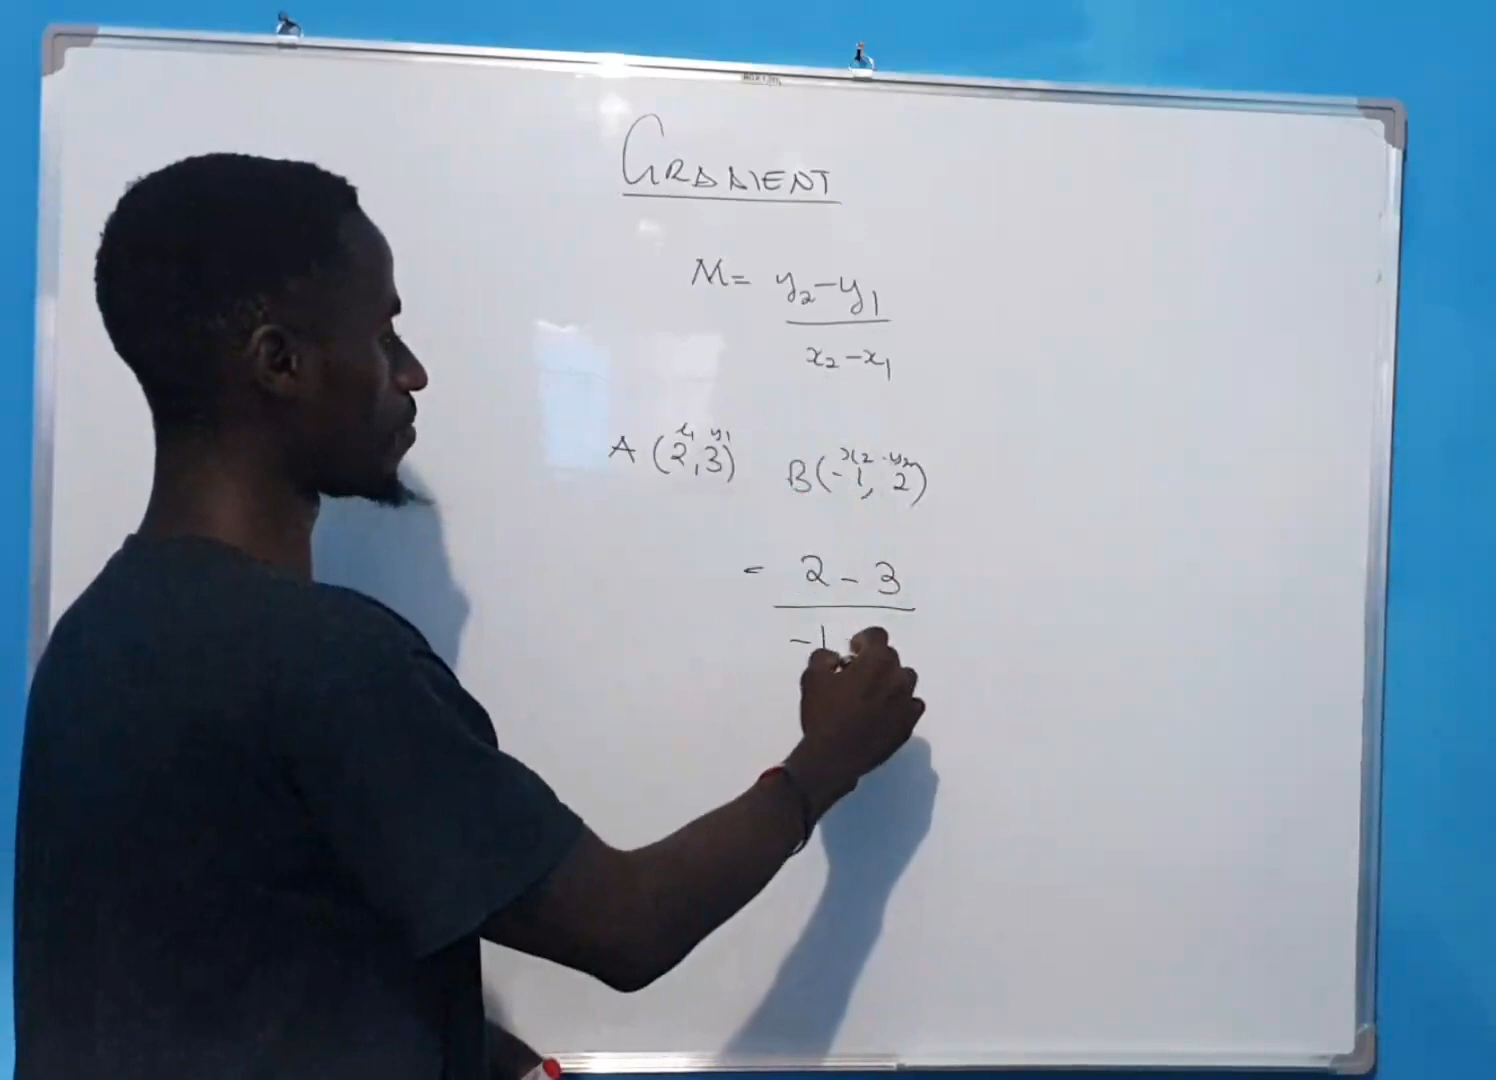 GRADIENT
M= y₂-y₁
x₂-x₁
x₁ y₁
A (2,3)
x₂ y₂
B(-1, 2)
= 2 - 3
-1